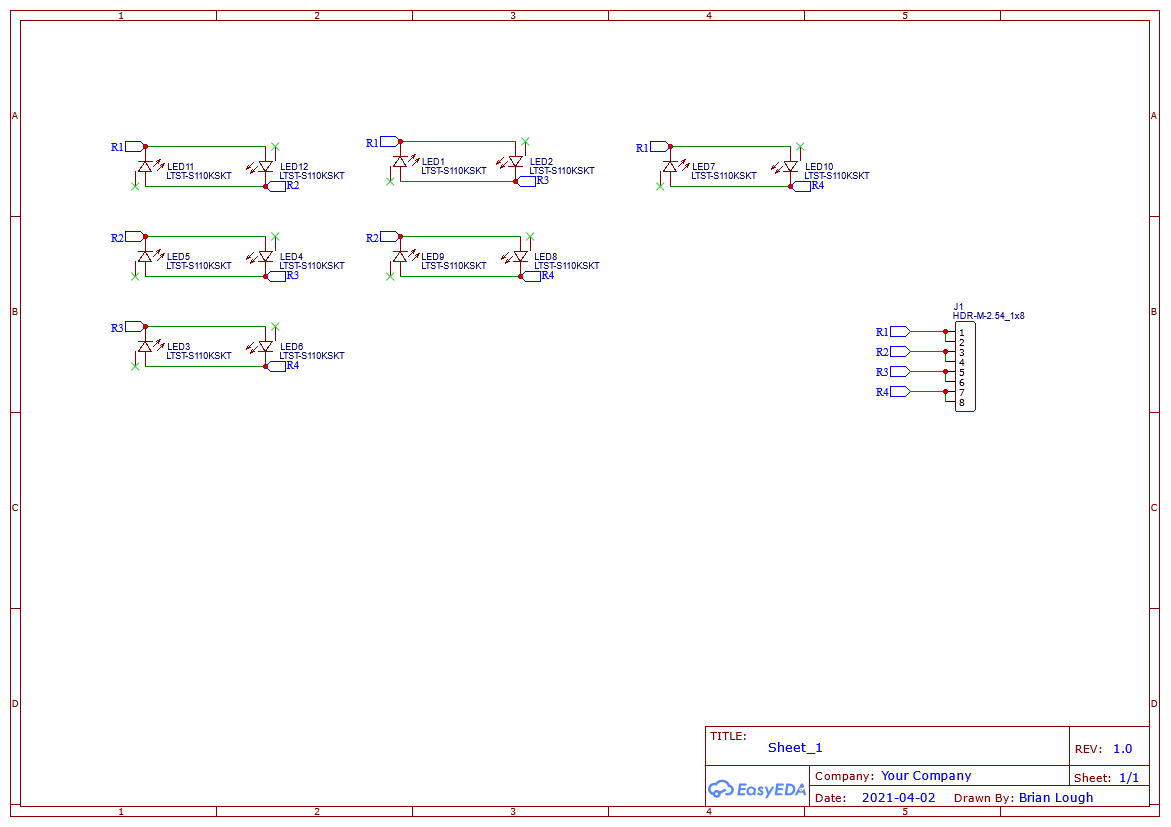 1 2 3 4 5
A A
R1 LED11 LTST-S110KSKT LED12 LTST-S110KSKT R2
R1 LED1 LTST-S110KSKT LED2 LTST-S110KSKT R3
R1 LED7 LTST-S110KSKT LED10 LTST-S110KSKT R4
R2 LED5 LTST-S110KSKT LED4 LTST-S110KSKT R3
R2 LED9 LTST-S110KSKT LED8 LTST-S110KSKT R4
B B
R3 LED3 LTST-S110KSKT LED6 LTST-S110KSKT R4
J1
HDR-M-2.54_1x8
R1 1
2
R2 3
4
R3 5
6
R4 7
8
C C
D D
TITLE:
Sheet_1
REV: 1.0
EasyEDA
Company: Your Company
Sheet: 1/1
Date: 2021-04-02 Drawn By: Brian Lough
1 2 3 4 5